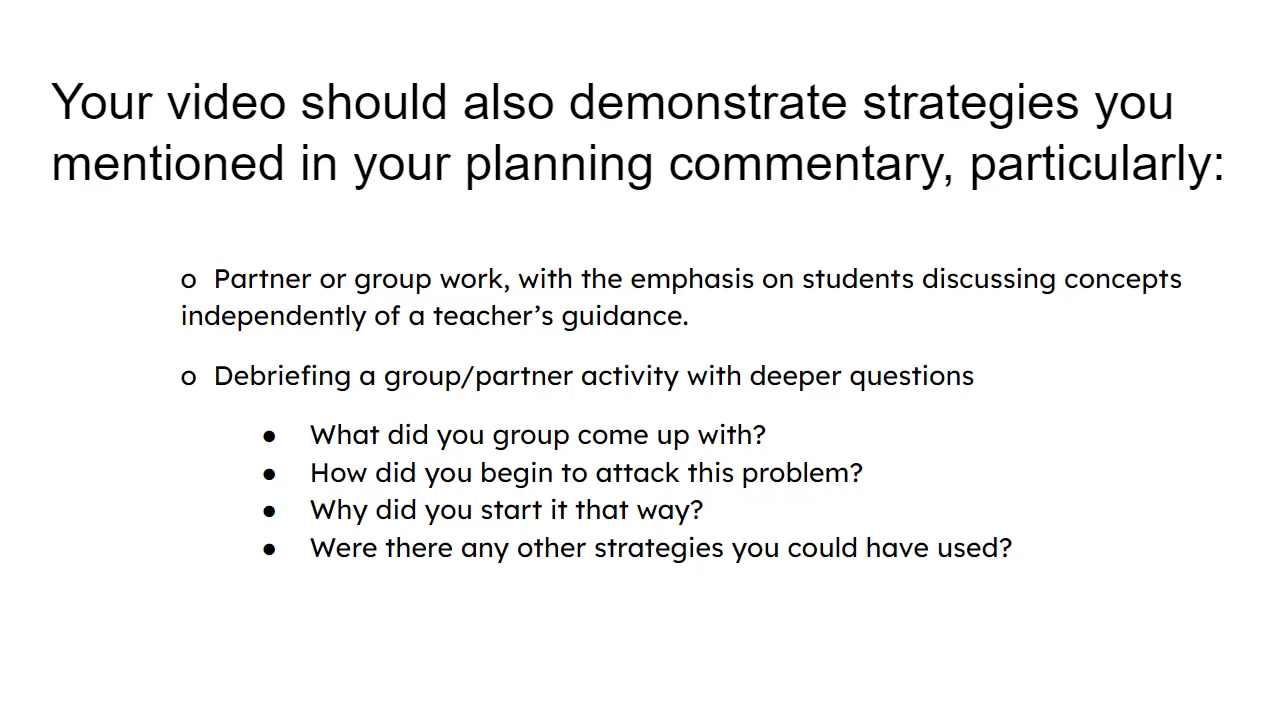 Your video should also demonstrate strategies you
mentioned in your planning commentary, particularly:
o Partner or group work, with the emphasis on students discussing concepts
independently of a teacher’s guidance.
o Debriefing a group/partner activity with deeper questions
● What did you group come up with?
● How did you begin to attack this problem?
● Why did you start it that way?
● Were there any other strategies you could have used?